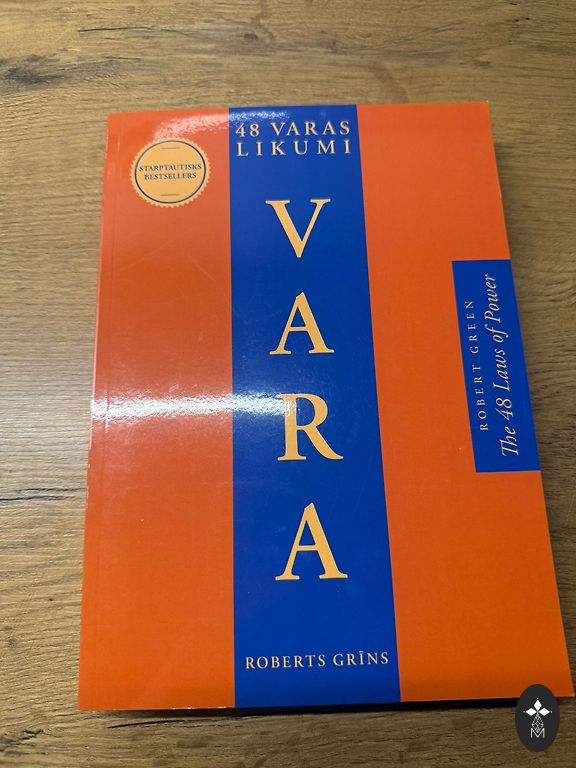 48 VARAS
LIKUMI
STARPTAUTISKS
BESTSELLERS
VARA
ROBERT GREEN
The 48 Laws of Power
ROBERTS GRĪNS
M